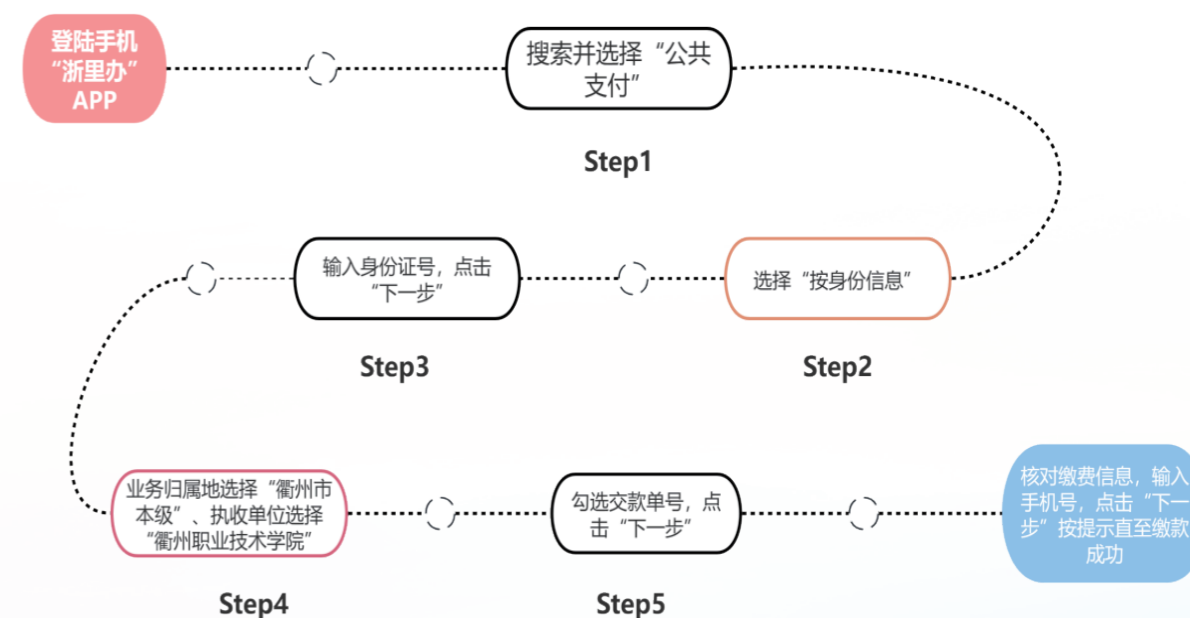 登陆手机
“浙里办”
APP
搜索并选择“公共
支付”
Step1
选择“按身份信息”
Step2
输入身份证号，点击
“下一步”
Step3
业务归属地选择“衢州市
本级”、执收单位选择
“衢州职业技术学院”
Step4
勾选交款单号，点
击“下一步”
Step5
核对缴费信息，输入
手机号，点击“下一
步”按提示直至缴款
成功